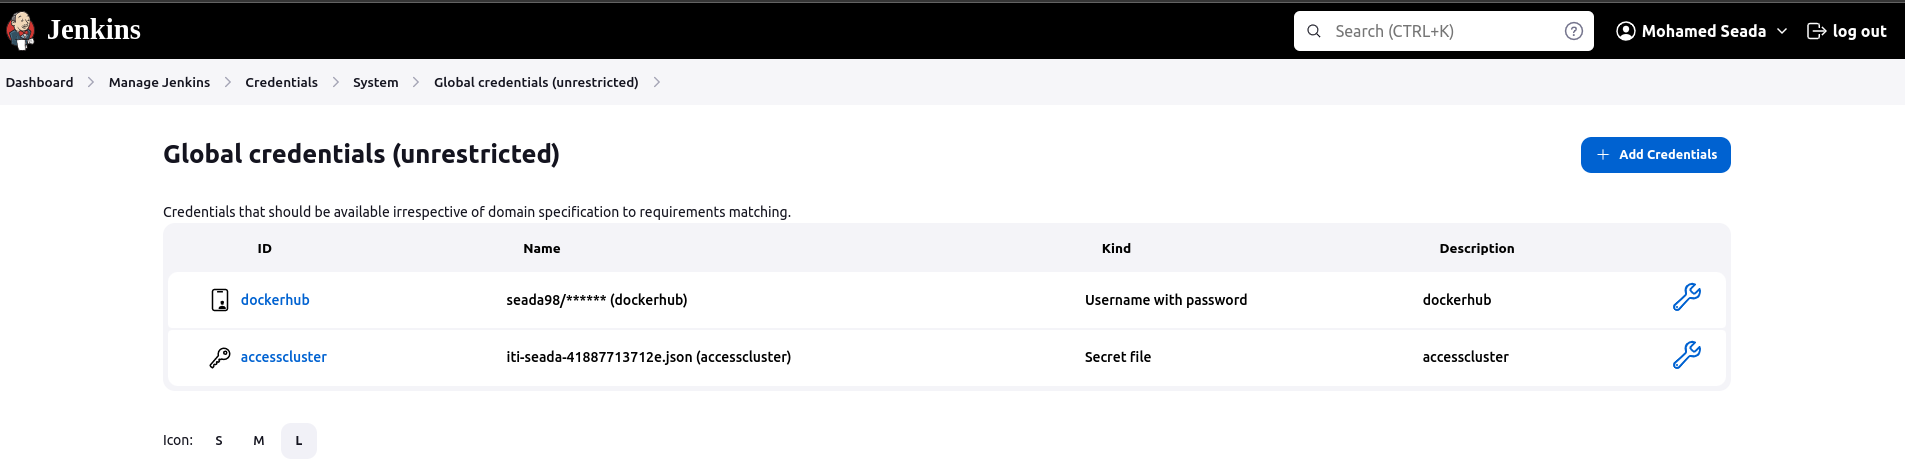 Jenkins Search (CTRL+K) ? Mohamed Seada log out
Dashboard Manage Jenkins Credentials System Global credentials (unrestricted)
Global credentials (unrestricted) Add Credentials
Credentials that should be available irrespective of domain specification to requirements matching.
ID Name Kind Description
dockerhub seada98/****** (dockerhub) Username with password dockerhub
accesscluster iti-seada-41887713712e.json (accesscluster) Secret file accesscluster
Icon: S M L